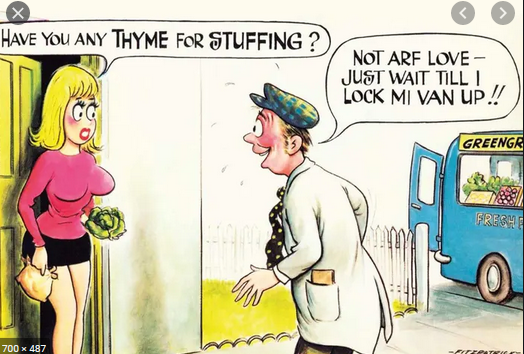 HAVE YOU ANY THYME FOR STUFFING ?
NOT ARF LOVE –
JUST WAIT TILL I
LOCK MI VAN UP !!
GREENGR
FRESH
FITZPATRICK
700 × 487